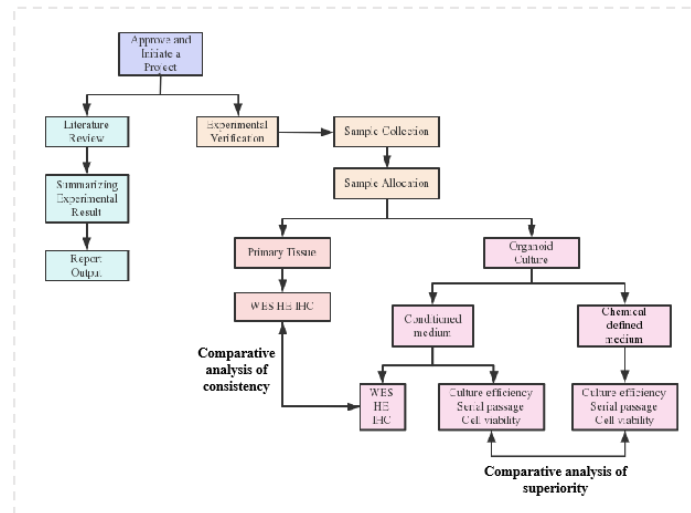 Approve and
Initiate a
Project
Literature
Review
Experimental
Verification
Sample Collection
Summarizing
Experimental
Result
Sample Allocation
Report
Output
Primary Tissue
Organoid
Culture
WES HE IHC
Conditioned
medium
Chemical
defined
medium
Comparative
analysis of
consistency
WES
HE
IHC
Culture efficiency
Serial passage
Cell viability
Culture efficiency
Serial passage
Cell viability
Comparative analysis of
superiority